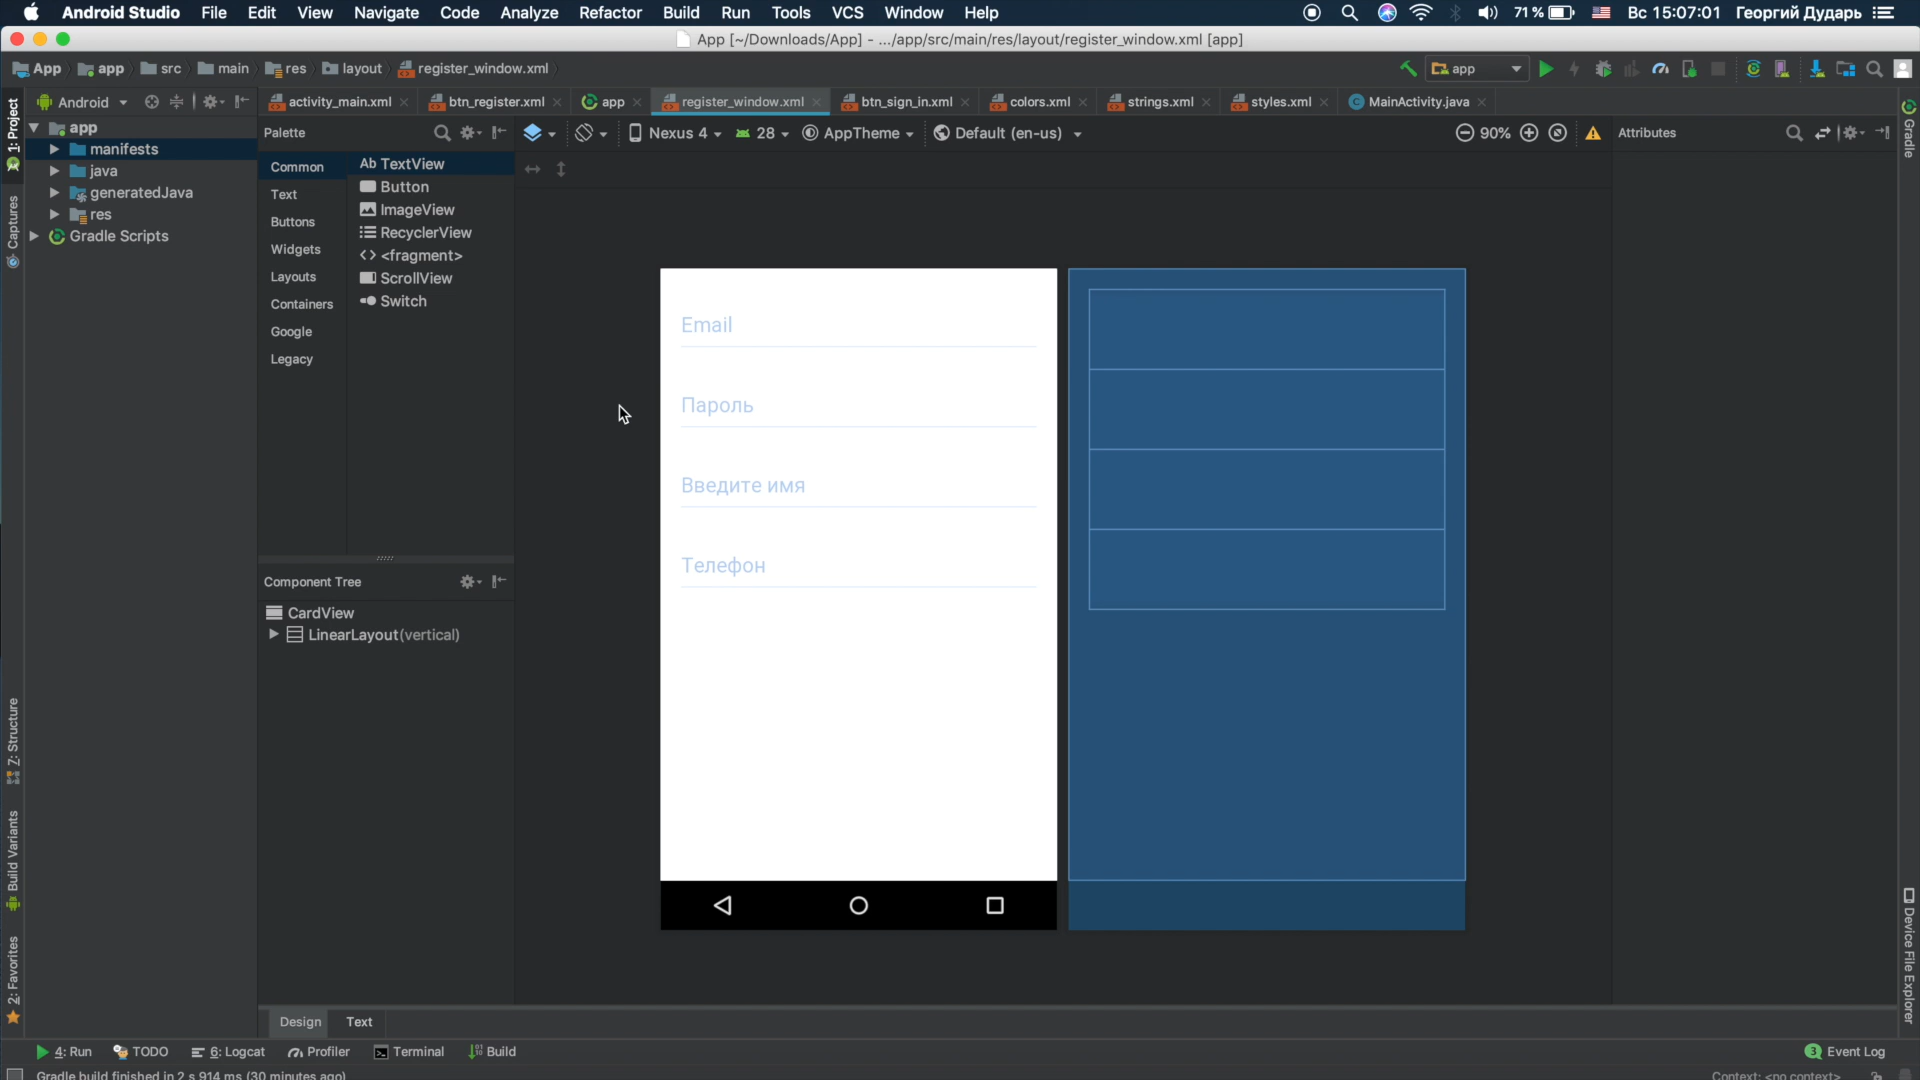 Android Studio File Edit View Navigate Code Analyze Refactor Build Run Tools VCS Window Help 71 % Вс 15:07:01 Георгий Дударь
App [~/Downloads/App] - .../app/src/main/res/layout/register_window.xml [app]
App app src main res layout register_window.xml app
Android activity_main.xml btn_register.xml app register_window.xml btn_sign_in.xml colors.xml strings.xml styles.xml MainActivity.java
1: Project
Captures
Z: Structure
Build Variants
2: Favorites
app
manifests
java
generatedJava
res
Gradle Scripts
Palette
Common
Text
Buttons
Widgets
Layouts
Containers
Google
Legacy
Ab TextView
Button
ImageView
RecyclerView
<fragment>
ScrollView
Switch
Component Tree
CardView
LinearLayout(vertical)
Nexus 4 28 AppTheme Default (en-us) 90%
Email
Пароль
Введите имя
Телефон
Attributes
Gradle
Device File Explorer
Design Text
4: Run TODO 6: Logcat Profiler Terminal Build 3 Event Log
Gradle build finished in 2 s 914 ms (30 minutes ago) Context: <no context>